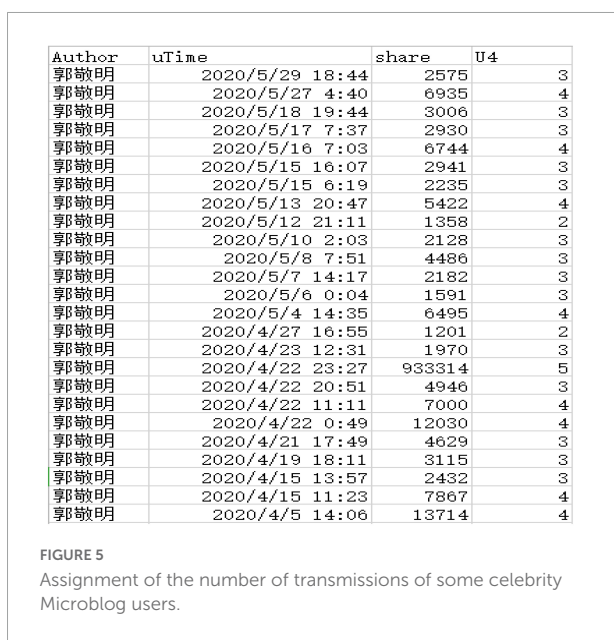 Author uTime share U4
郭敬明 2020/5/29 18:44 2575 3
郭敬明 2020/5/27 4:40 6935 4
郭敬明 2020/5/18 19:44 3006 3
郭敬明 2020/5/17 7:37 2930 3
郭敬明 2020/5/16 7:03 6744 4
郭敬明 2020/5/15 16:07 2941 3
郭敬明 2020/5/15 6:19 2235 3
郭敬明 2020/5/13 20:47 5422 4
郭敬明 2020/5/12 21:11 1358 2
郭敬明 2020/5/10 2:03 2128 3
郭敬明 2020/5/8 7:51 4486 3
郭敬明 2020/5/7 14:17 2182 3
郭敬明 2020/5/6 0:04 1591 3
郭敬明 2020/5/4 14:35 6495 4
郭敬明 2020/4/27 16:55 1201 2
郭敬明 2020/4/23 12:31 1970 3
郭敬明 2020/4/22 23:27 933314 5
郭敬明 2020/4/22 20:51 4946 3
郭敬明 2020/4/22 11:11 7000 4
郭敬明 2020/4/22 0:49 12030 4
郭敬明 2020/4/21 17:49 4629 3
郭敬明 2020/4/19 18:11 3115 3
郭敬明 2020/4/15 13:57 2432 3
郭敬明 2020/4/15 11:23 7867 4
郭敬明 2020/4/5 14:06 13714 4
FIGURE 5
Assignment of the number of transmissions of some celebrity
Microblog users.